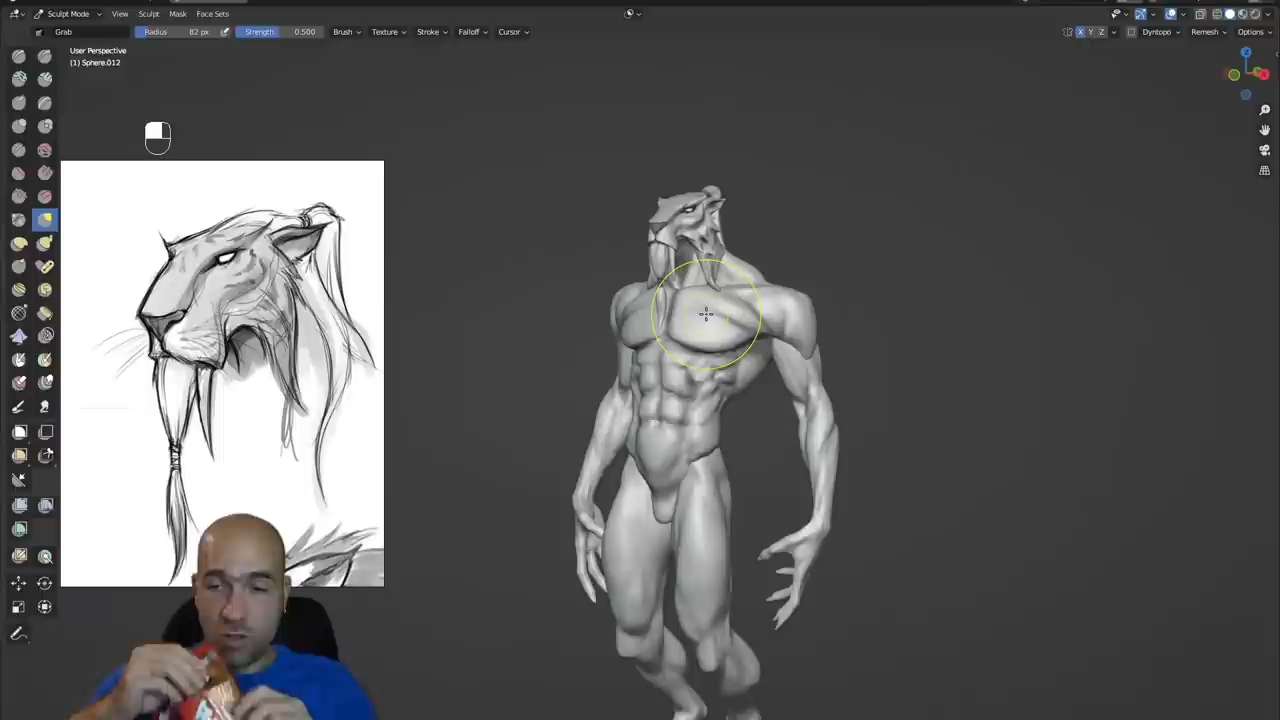 Sculpt Mode View Sculpt Mask Face Sets
Grab Radius 82 px Strength 0.500 Brush Texture Stroke Falloff Cursor X Y Z Dyntopo Remesh Options
User Perspective
(1) Sphere.012
Z